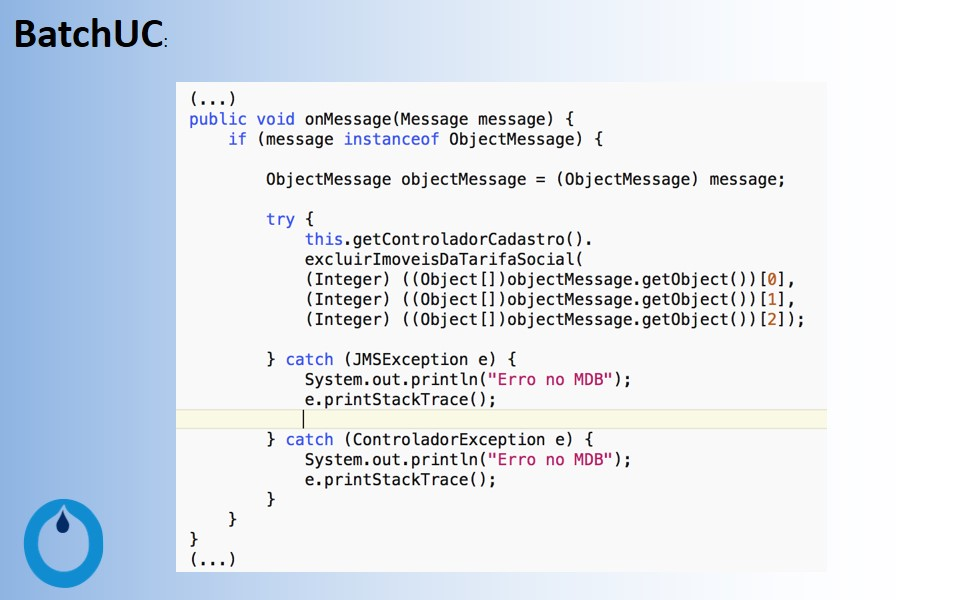 BatchUC:
(...)
public void onMessage(Message message) {
    if (message instanceof ObjectMessage) {
        ObjectMessage objectMessage = (ObjectMessage) message;
        try {
            this.getControladorCadastro().
            excluirImoveisDaTarifaSocial(
            (Integer) ((Object[])objectMessage.getObject())[0],
            (Integer) ((Object[])objectMessage.getObject())[1],
            (Integer) ((Object[])objectMessage.getObject())[2]);
        } catch (JMSException e) {
            System.out.println("Erro no MDB");
            e.printStackTrace();
        } catch (ControladorException e) {
            System.out.println("Erro no MDB");
            e.printStackTrace();
        }
    }
}
(...)